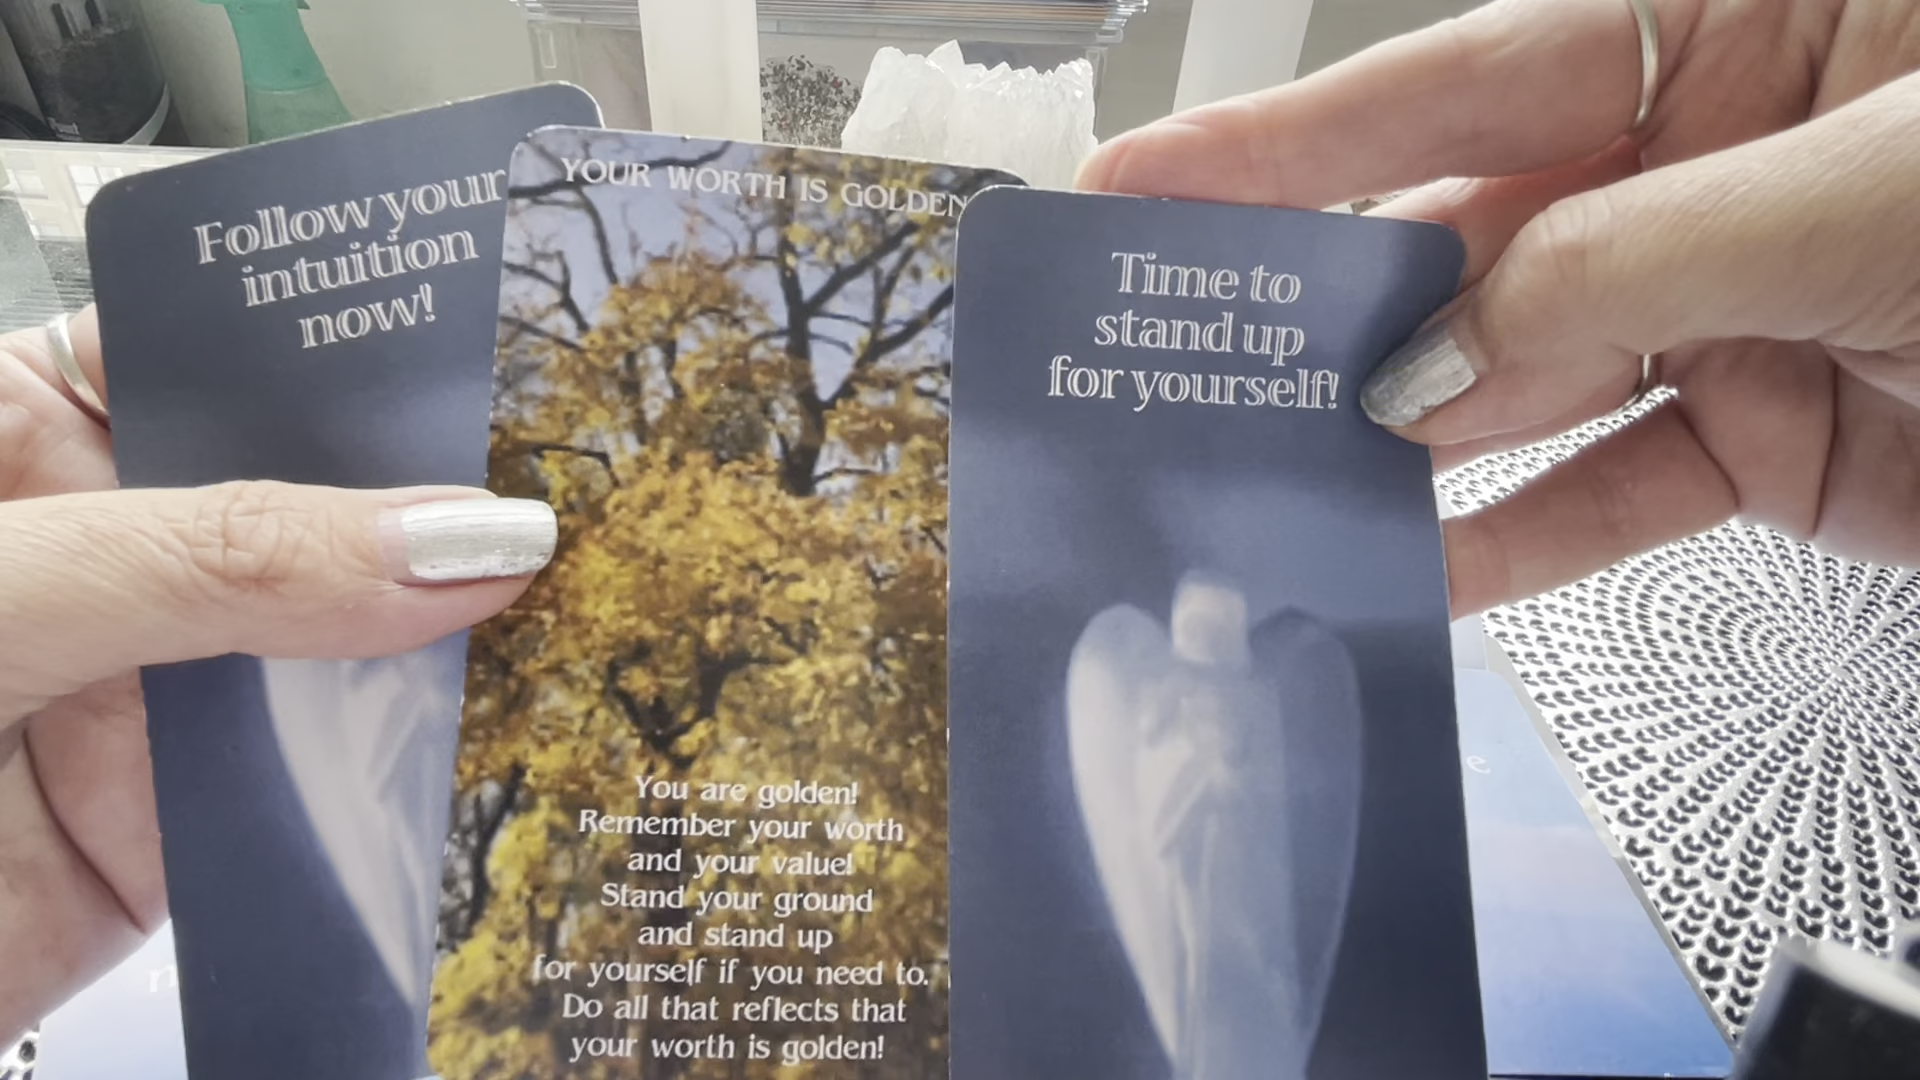 Follow your
intuition
now!
YOUR WORTH IS GOLDEN
You are golden!
Remember your worth
and your value!
Stand your ground
and stand up
for yourself if you need to.
Do all that reflects that
your worth is golden!
Time to
stand up
for yourself!